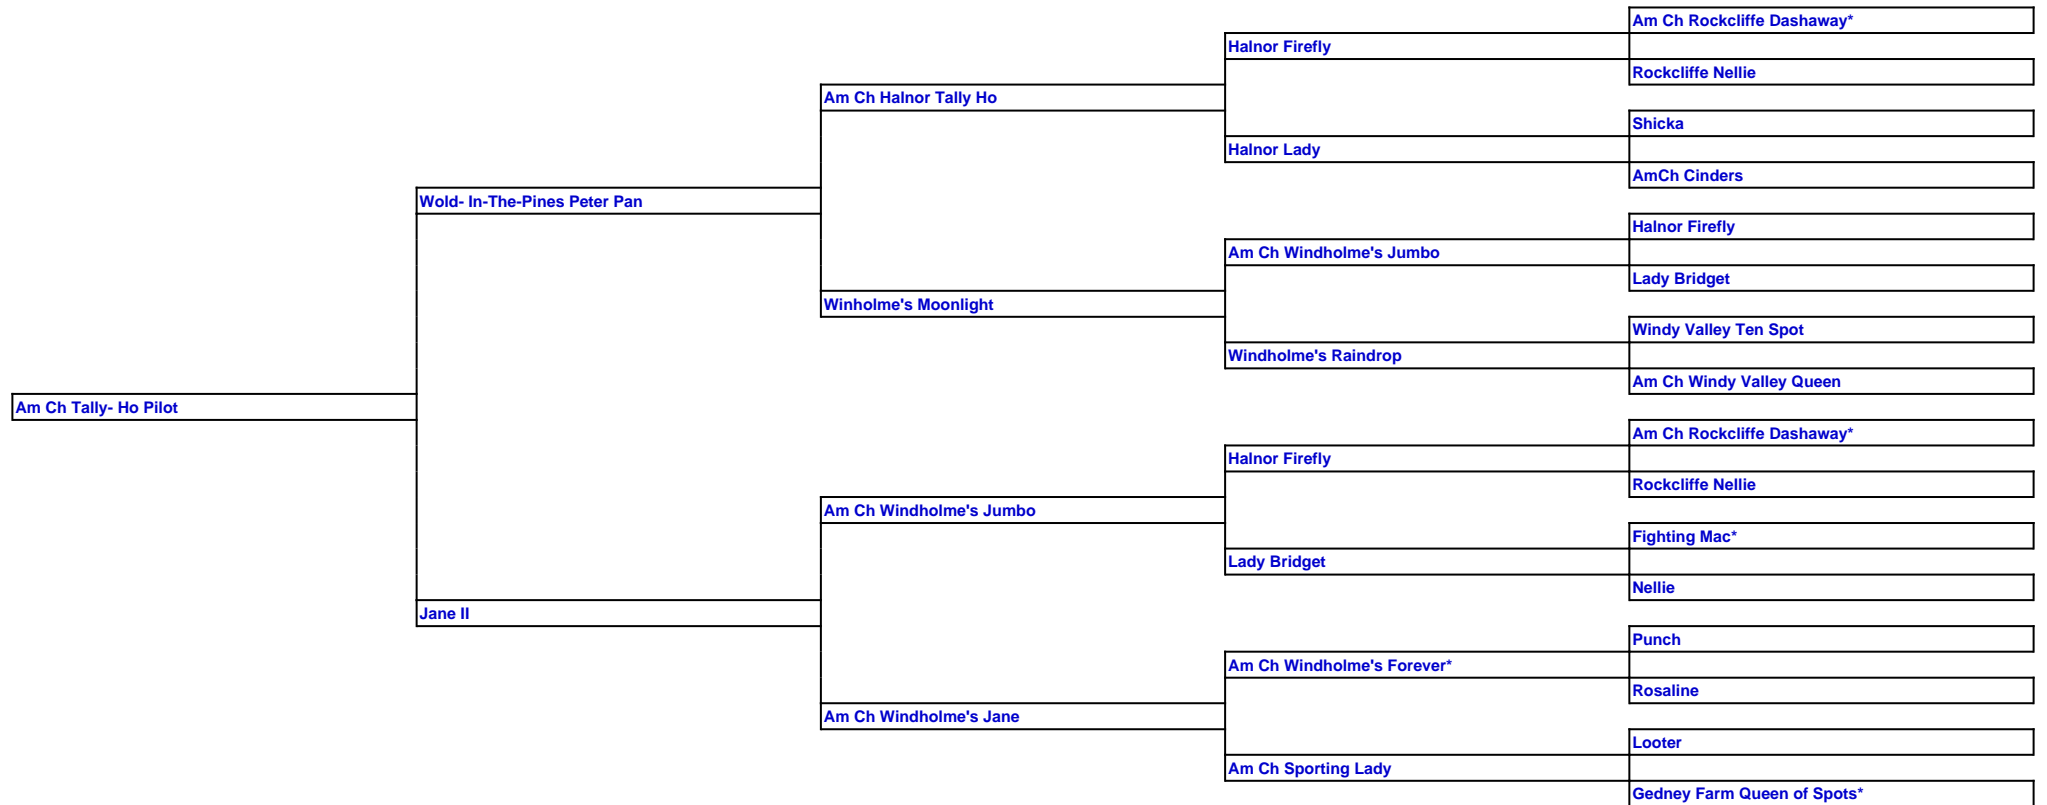 Am Ch Rockcliffe Dashaway*
Halnor Firefly
Rockcliffe Nellie
Am Ch Halnor Tally Ho
Shicka
Halnor Lady
AmCh Cinders
Wold- In-The-Pines Peter Pan
Halnor Firefly
Am Ch Windholme's Jumbo
Lady Bridget
Winholme's Moonlight
Windy Valley Ten Spot
Windholme's Raindrop
Am Ch Windy Valley Queen
Am Ch Tally- Ho Pilot
Am Ch Rockcliffe Dashaway*
Halnor Firefly
Rockcliffe Nellie
Am Ch Windholme's Jumbo
Fighting Mac*
Lady Bridget
Nellie
Jane II
Punch
Am Ch Windholme's Forever*
Rosaline
Am Ch Windholme's Jane
Looter
Am Ch Sporting Lady
Gedney Farm Queen of Spots*